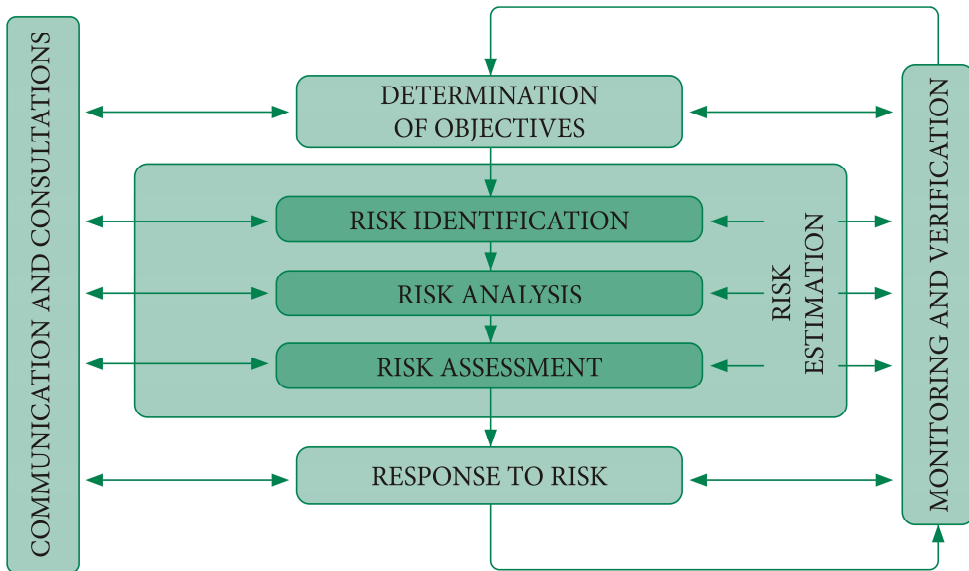 COMMUNICATION AND CONSULTATIONS
DETERMINATION
OF OBJECTIVES
RISK IDENTIFICATION
RISK ANALYSIS
RISK ASSESSMENT
RISK
ESTIMATION
RESPONSE TO RISK
MONITORING AND VERIFICATION